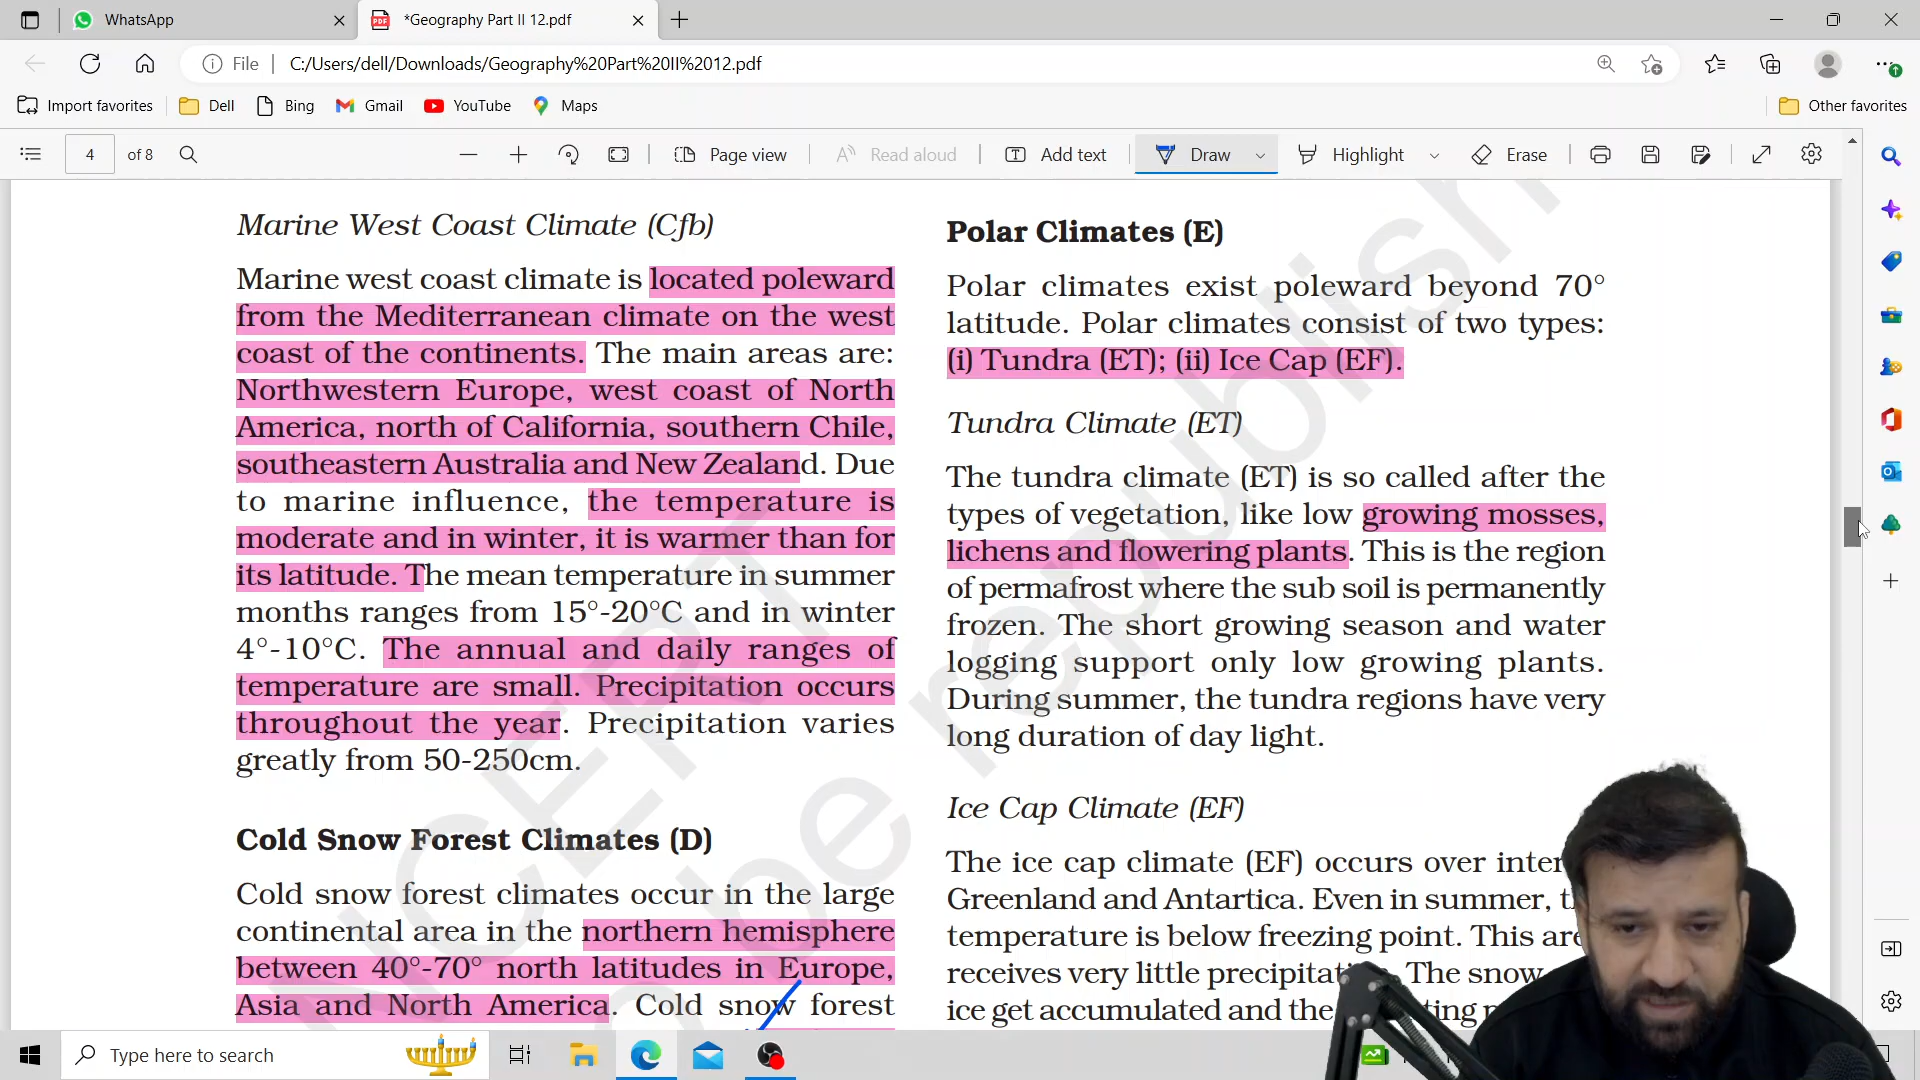 WhatsApp
*Geography Part II 12.pdf
File
C:/Users/dell/Downloads/Geography%20Part%20II%2012.pdf
Import favorites
Dell
Bing
Gmail
YouTube
Maps
Other favorites
4
of 8
Page view
Read aloud
Add text
Draw
Highlight
Erase
Marine West Coast Climate (Cfb)
Marine west coast climate is located poleward
from the Mediterranean climate on the west
coast of the continents. The main areas are:
Northwestern Europe, west coast of North
America, north of California, southern Chile,
southeastern Australia and New Zealand. Due
to marine influence, the temperature is
moderate and in winter, it is warmer than for
its latitude. The mean temperature in summer
months ranges from 15°-20°C and in winter
4°-10°C. The annual and daily ranges of
temperature are small. Precipitation occurs
throughout the year. Precipitation varies
greatly from 50-250cm.
Cold Snow Forest Climates (D)
Cold snow forest climates occur in the large
continental area in the northern hemisphere
between 40°-70° north latitudes in Europe,
Asia and North America. Cold snow forest
Polar Climates (E)
Polar climates exist poleward beyond 70°
latitude. Polar climates consist of two types:
(i) Tundra (ET); (ii) Ice Cap (EF).
Tundra Climate (ET)
The tundra climate (ET) is so called after the
types of vegetation, like low growing mosses,
lichens and flowering plants. This is the region
of permafrost where the sub soil is permanently
frozen. The short growing season and water
logging support only low growing plants.
During summer, the tundra regions have very
long duration of day light.
Ice Cap Climate (EF)
The ice cap climate (EF) occurs over
Greenland and Antartica. Even in summer,
temperature is below freezing point. This
receives very little The snow
ice get accumulated and the
NCERT
be republish
Type here to search